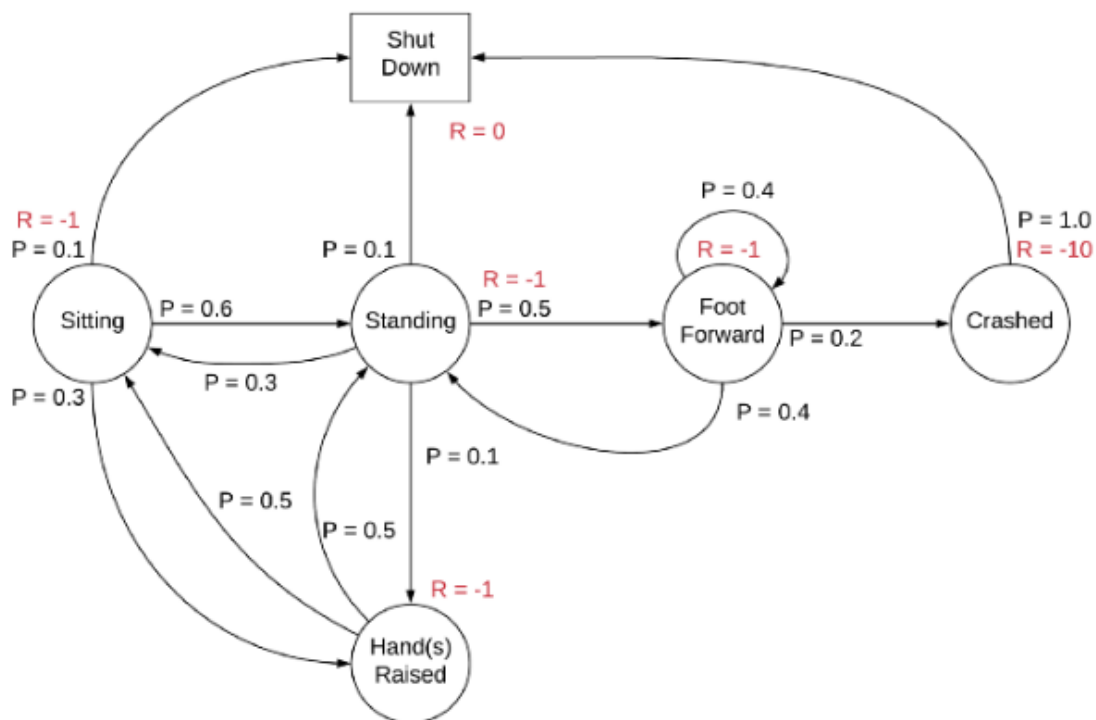 Shut
Down
R = 0
P = 0.4
R = -1
P = 0.1
P = 0.1
R = -1
R = -1
P = 1.0
R = -10
Sitting
P = 0.6
Standing
P = 0.5
Foot
Forward
P = 0.2
Crashed
P = 0.3
P = 0.3
P = 0.4
P = 0.1
P = 0.5
P = 0.5
R = -1
Hand(s)
Raised